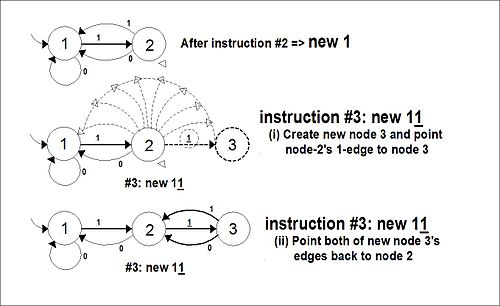 1
1 1 2 After instruction #2 => new 1
0
0
instruction #3: new 11
(i) Create new node 3 and point
node-2's 1-edge to node 3
1 1 2 1 3
0
0
#3: new 11
1
1 1 2 1 3
0
0
0
instruction #3: new 11
(ii) Point both of new node 3's
edges back to node 2
#3: new 11